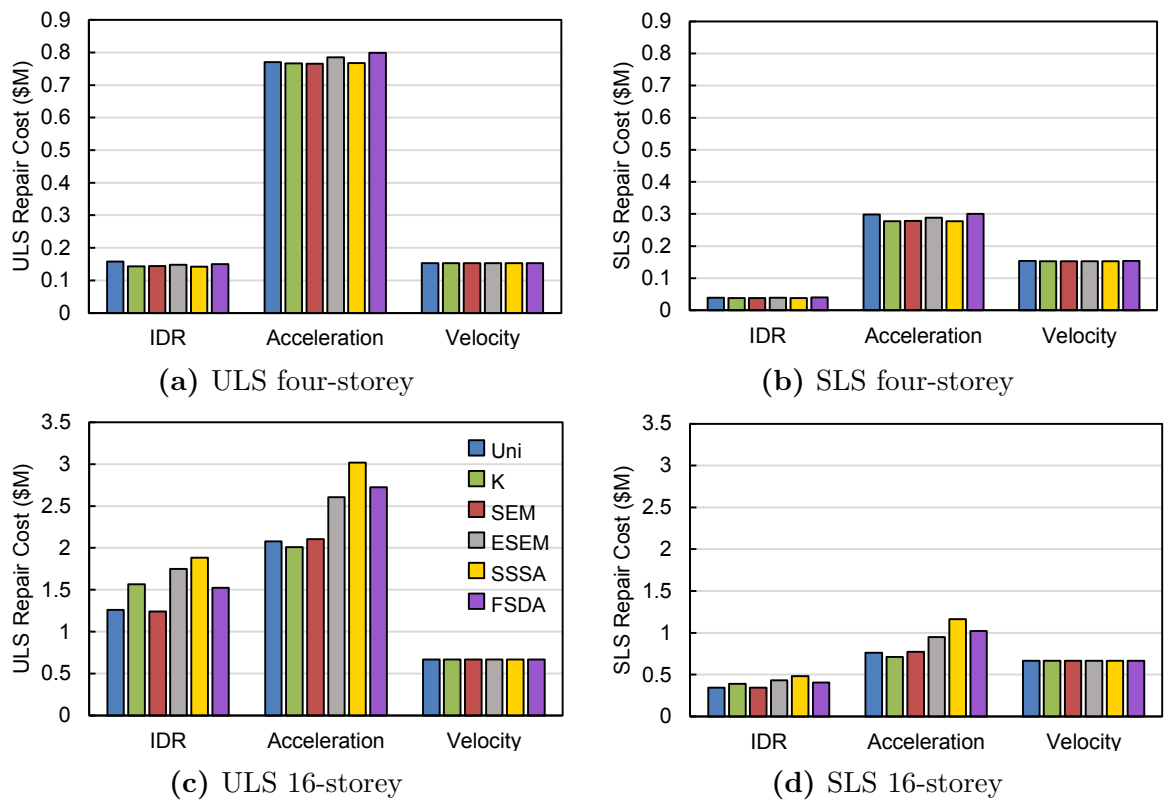 ULS Repair Cost ($M)
0.9
0.8
0.7
0.6
0.5
0.4
0.3
0.2
0.1
0
IDR Acceleration Velocity
(a) ULS four-storey
SLS Repair Cost ($M)
0.9
0.8
0.7
0.6
0.5
0.4
0.3
0.2
0.1
0
IDR Acceleration Velocity
(b) SLS four-storey
ULS Repair Cost ($M)
3.5
3
2.5
2
1.5
1
0.5
0
Uni
K
SEM
ESEM
SSSA
FSDA
IDR Acceleration Velocity
(c) ULS 16-storey
SLS Repair Cost ($M)
3.5
3
2.5
2
1.5
1
0.5
0
IDR Acceleration Velocity
(d) SLS 16-storey